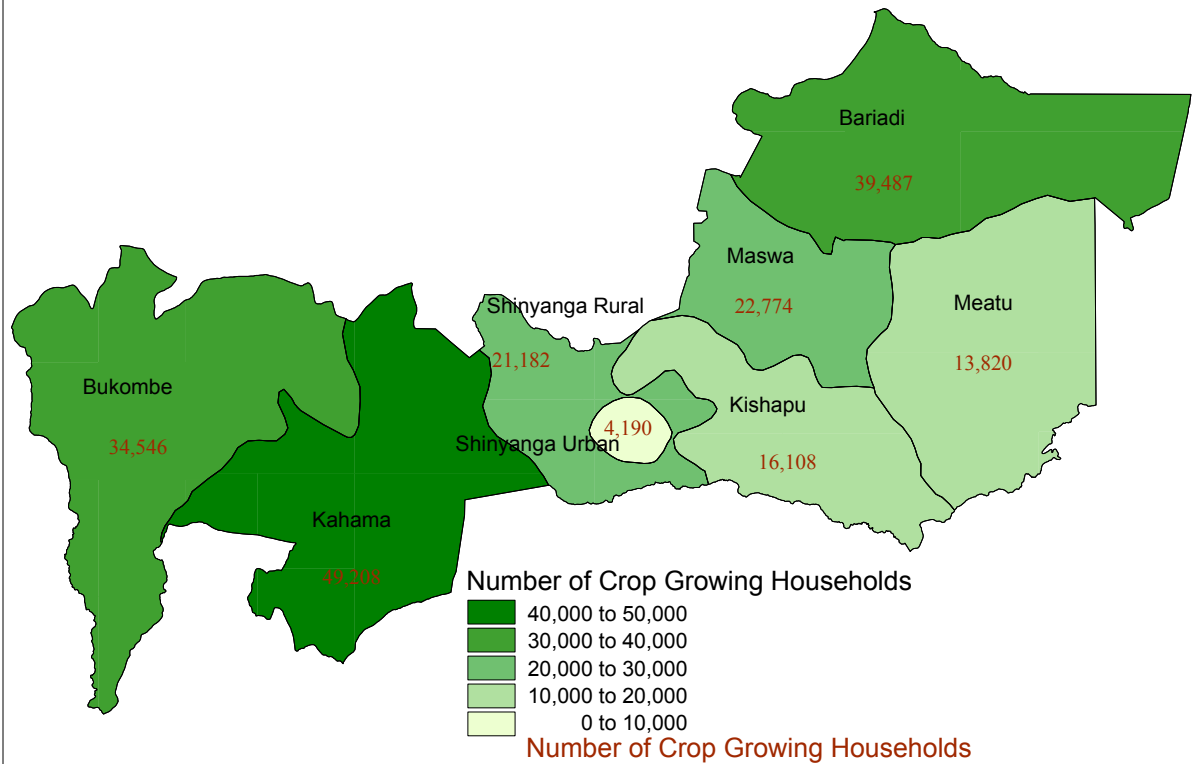 Bariadi
39,487
Maswa
22,774
Meatu
13,820
Shinyanga Rural
21,182
Bukombe
34,546
Kishapu
16,108
4,190
Shinyanga Urban
Kahama
49,208
Number of Crop Growing Households
40,000 to 50,000
30,000 to 40,000
20,000 to 30,000
10,000 to 20,000
0 to 10,000
Number of Crop Growing Households